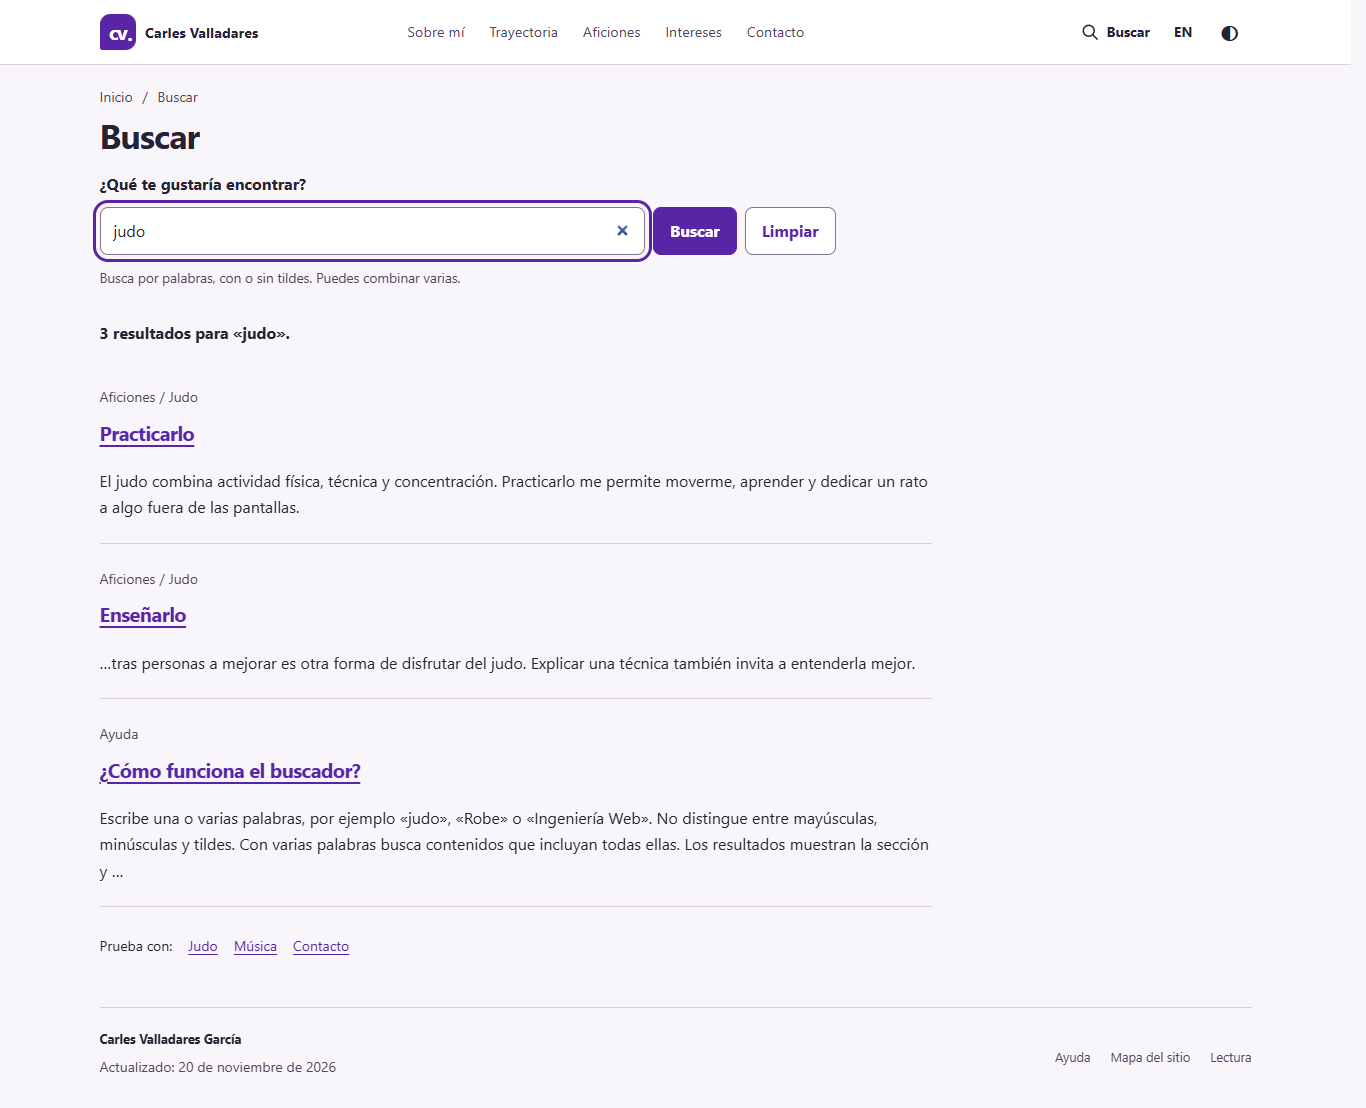 cv. Carles Valladares Sobre mí Trayectoria Aficiones Intereses Contacto Buscar EN
Inicio / Buscar
Buscar
¿Qué te gustaría encontrar?
judo Buscar Limpiar
Busca por palabras, con o sin tildes. Puedes combinar varias.
3 resultados para «judo».
Aficiones / Judo
Practicarlo
El judo combina actividad física, técnica y concentración. Practicarlo me permite moverme, aprender y dedicar un rato
a algo fuera de las pantallas.
Aficiones / Judo
Enseñarlo
…tras personas a mejorar es otra forma de disfrutar del judo. Explicar una técnica también invita a entenderla mejor.
Ayuda
¿Cómo funciona el buscador?
Escribe una o varias palabras, por ejemplo «judo», «Robe» o «Ingeniería Web». No distingue entre mayúsculas,
minúsculas y tildes. Con varias palabras busca contenidos que incluyan todas ellas. Los resultados muestran la sección
y …
Prueba con: Judo Música Contacto
Carles Valladares García
Actualizado: 20 de noviembre de 2026
Ayuda Mapa del sitio Lectura